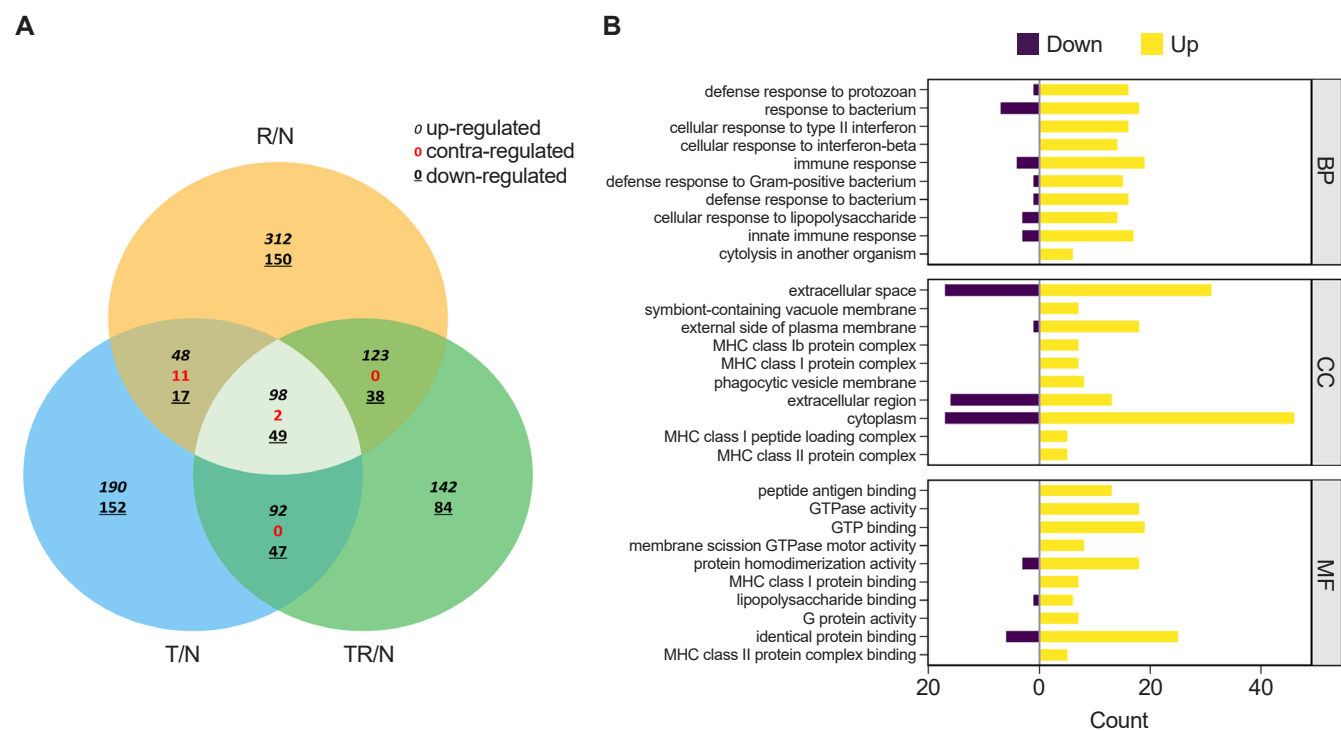 A
R/N
0 up-regulated
0 contra-regulated
0 down-regulated
312
150
48
11
17
123
0
38
98
2
49
190
152
142
84
92
0
47
T/N
TR/N
B
Down
Up
defense response to protozoan
response to bacterium
cellular response to type II interferon
cellular response to interferon-beta
immune response
defense response to Gram-positive bacterium
defense response to bacterium
cellular response to lipopolysaccharide
innate immune response
cytolysis in another organism
BP
extracellular space
symbiont-containing vacuole membrane
external side of plasma membrane
MHC class Ib protein complex
MHC class I protein complex
phagocytic vesicle membrane
extracellular region
cytoplasm
MHC class I peptide loading complex
MHC class II protein complex
CC
peptide antigen binding
GTPase activity
GTP binding
membrane scission GTPase motor activity
protein homodimerization activity
MHC class I protein binding
lipopolysaccharide binding
G protein activity
identical protein binding
MHC class II protein complex binding
MF
20 0 20 40
Count